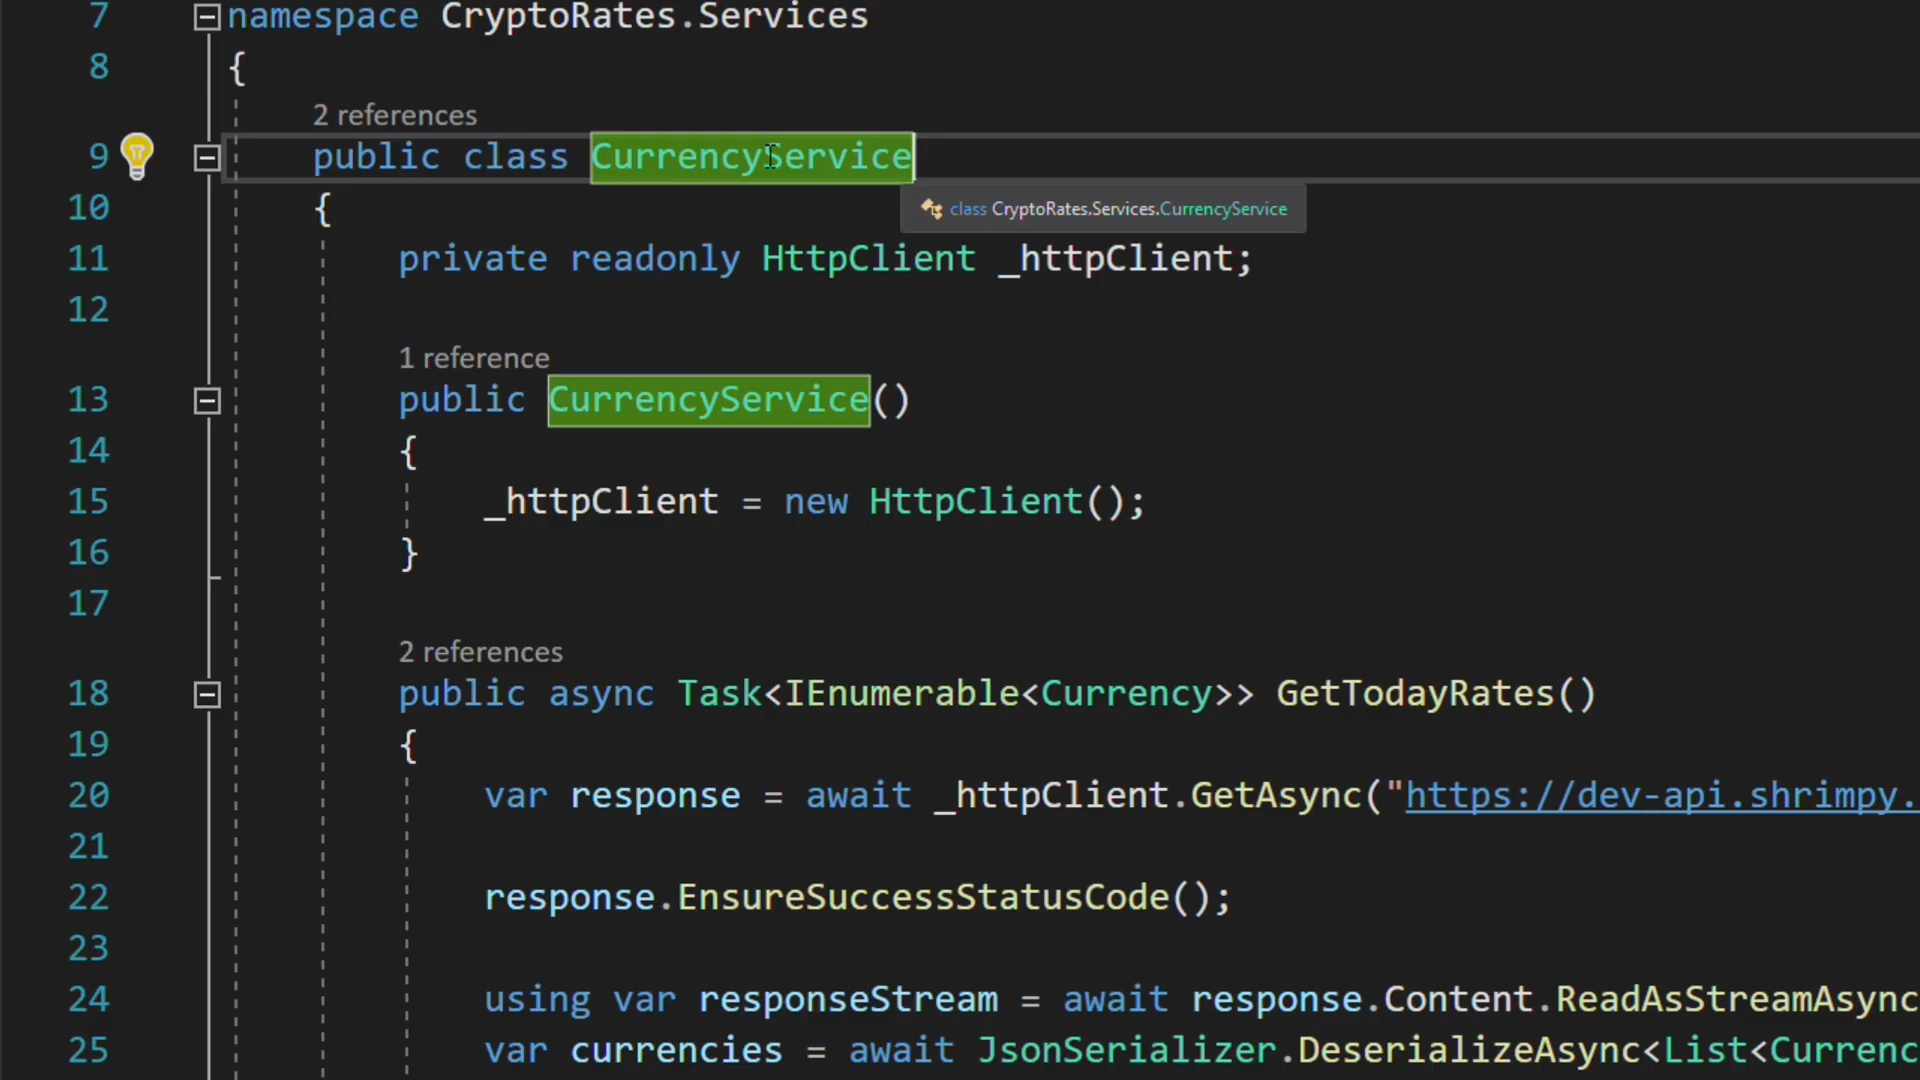 7 namespace CryptoRates.Services
8 {
2 references
9 public class CurrencyService
10 {
class CryptoRates.Services.CurrencyService
11 private readonly HttpClient _httpClient;
12
1 reference
13 public CurrencyService()
14 {
15 _httpClient = new HttpClient();
16 }
17
2 references
18 public async Task<IEnumerable<Currency>> GetTodayRates()
19 {
20 var response = await _httpClient.GetAsync("https://dev-api.shrimpy.
21
22 response.EnsureSuccessStatusCode();
23
24 using var responseStream = await response.Content.ReadAsStreamAsync
25 var currencies = await JsonSerializer.DeserializeAsync<List<Currenc